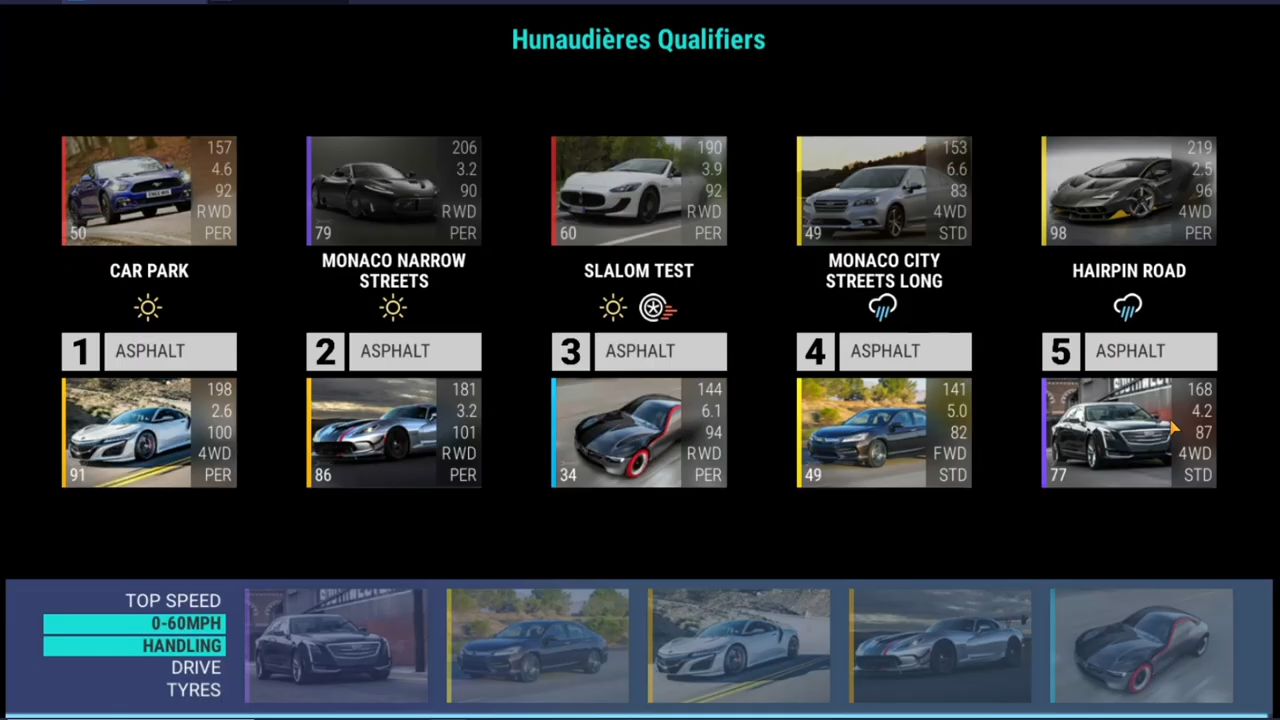 Hunaudières Qualifiers
157
4.6
92
RWD
50 PER
206
3.2
90
RWD
79 PER
190
3.9
92
RWD
60 PER
153
6.6
83
4WD
49 STD
219
2.5
96
4WD
98 PER
CAR PARK
MONACO NARROW
STREETS
SLALOM TEST
MONACO CITY
STREETS LONG
HAIRPIN ROAD
1 ASPHALT
2 ASPHALT
3 ASPHALT
4 ASPHALT
5 ASPHALT
198
2.6
100
4WD
91 PER
181
3.2
101
RWD
86 PER
144
6.1
94
RWD
34 PER
141
5.0
82
FWD
49 STD
168
4.2
87
4WD
77 STD
TOP SPEED
0-60MPH
HANDLING
DRIVE
TYRES